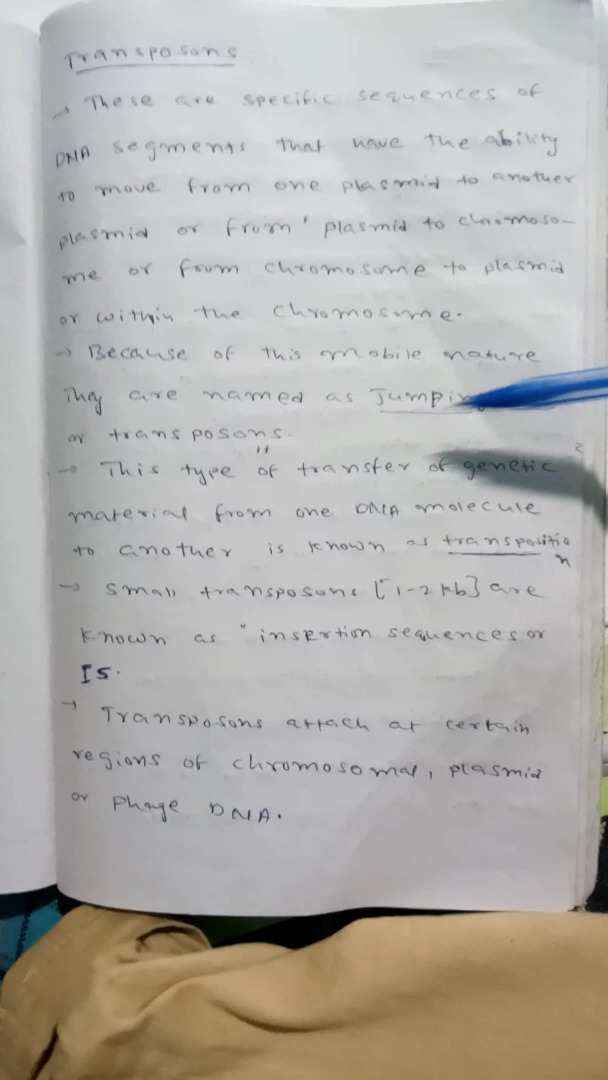 Transposons
→ These are specific sequences of
DNA segments that have the ability
to move from one plasmid to another
plasmid or from plasmid to chromoso-
me or from chromosome to plasmid
or within the chromosome.
→ Because of this mobile nature
They are named as Jumpin
or transposons.
→ This type of transfer of genetic
material from one DNA molecule
to another is known as transpositio
n
→ Small transposons [1-2 kb] are
known as "insertion sequences or
IS.
→ Transposons attach at certain
regions of chromosomal, plasmid
or phage DNA.